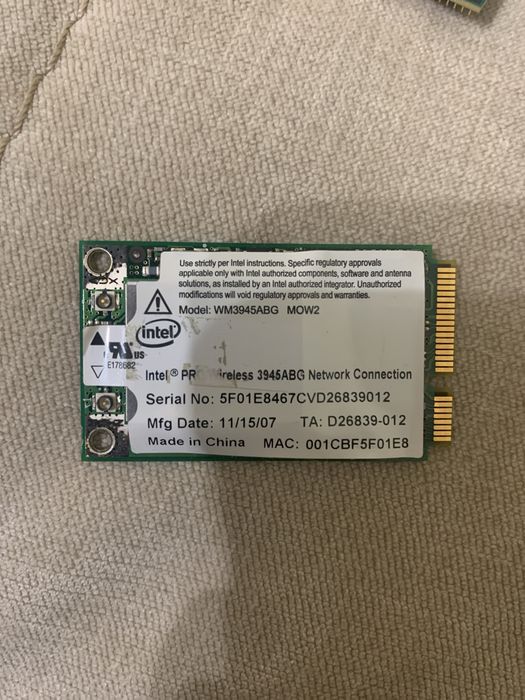 Use strictly per Intel instructions. Specific regulatory approvals
applicable only with Intel authorized components, software and antenna
solutions, as installed by an Intel authorized integrator. Unauthorized
modifications will void regulatory approvals and warranties.
Model: WM3945ABG MOW2
intel
US
E178682
Intel® PR ireless 3945ABG Network Connection
Serial No: 5F01E8467CVD26839012
Mfg Date: 11/15/07 TA: D26839-012
Made in China MAC: 001CBF5F01E8